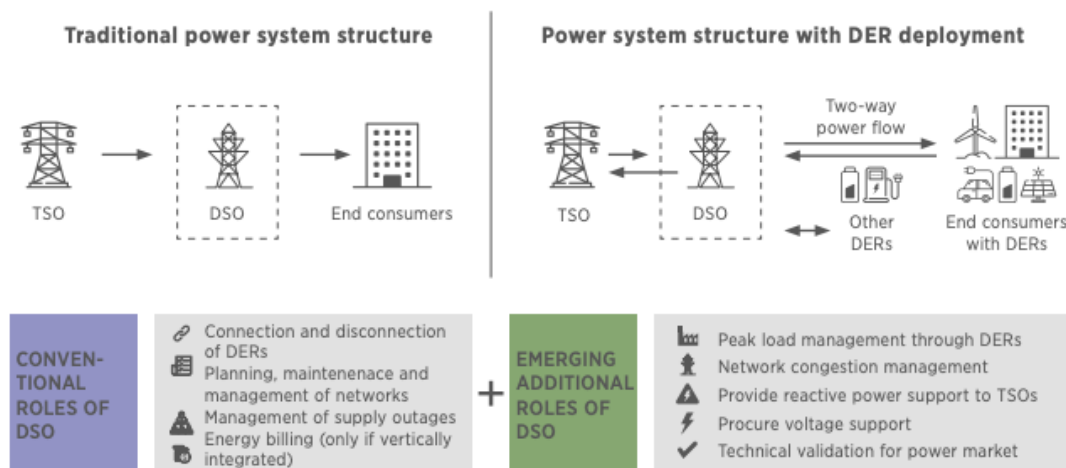 Traditional power system structure
Power system structure with DER deployment
TSO
DSO
End consumers
Two-way
power flow
TSO
DSO
Other
DERs
End consumers
with DERs
CONVEN-
TIONAL
ROLES OF
DSO
Connection and disconnection
of DERs
Planning, maintenenace and
management of networks
Management of supply outages
Energy billing (only if vertically
integrated)
+
EMERGING
ADDITIONAL
ROLES OF
DSO
Peak load management through DERs
Network congestion management
Provide reactive power support to TSOs
Procure voltage support
Technical validation for power market